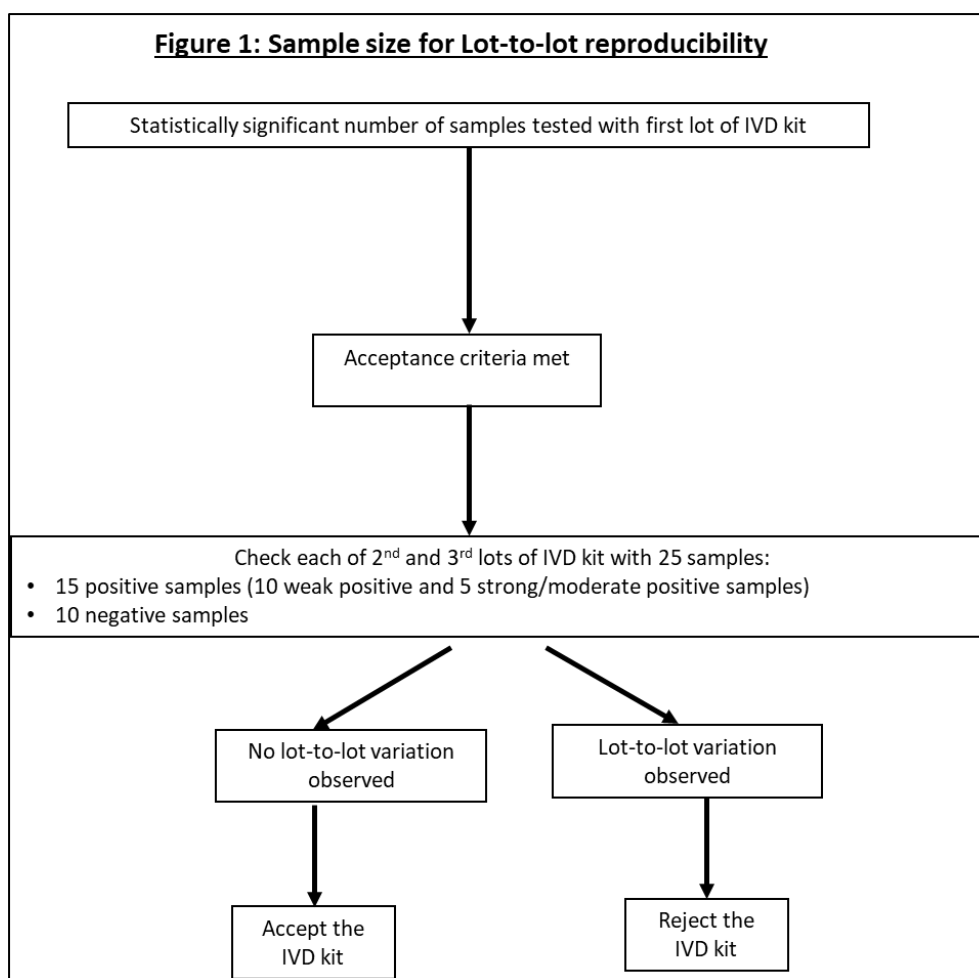 Figure 1: Sample size for Lot-to-lot reproducibility
Statistically significant number of samples tested with first lot of IVD kit
Acceptance criteria met
Check each of 2nd and 3rd lots of IVD kit with 25 samples:
• 15 positive samples (10 weak positive and 5 strong/moderate positive samples)
• 10 negative samples
No lot-to-lot variation
observed
Lot-to-lot variation
observed
Accept the
IVD kit
Reject the
IVD kit